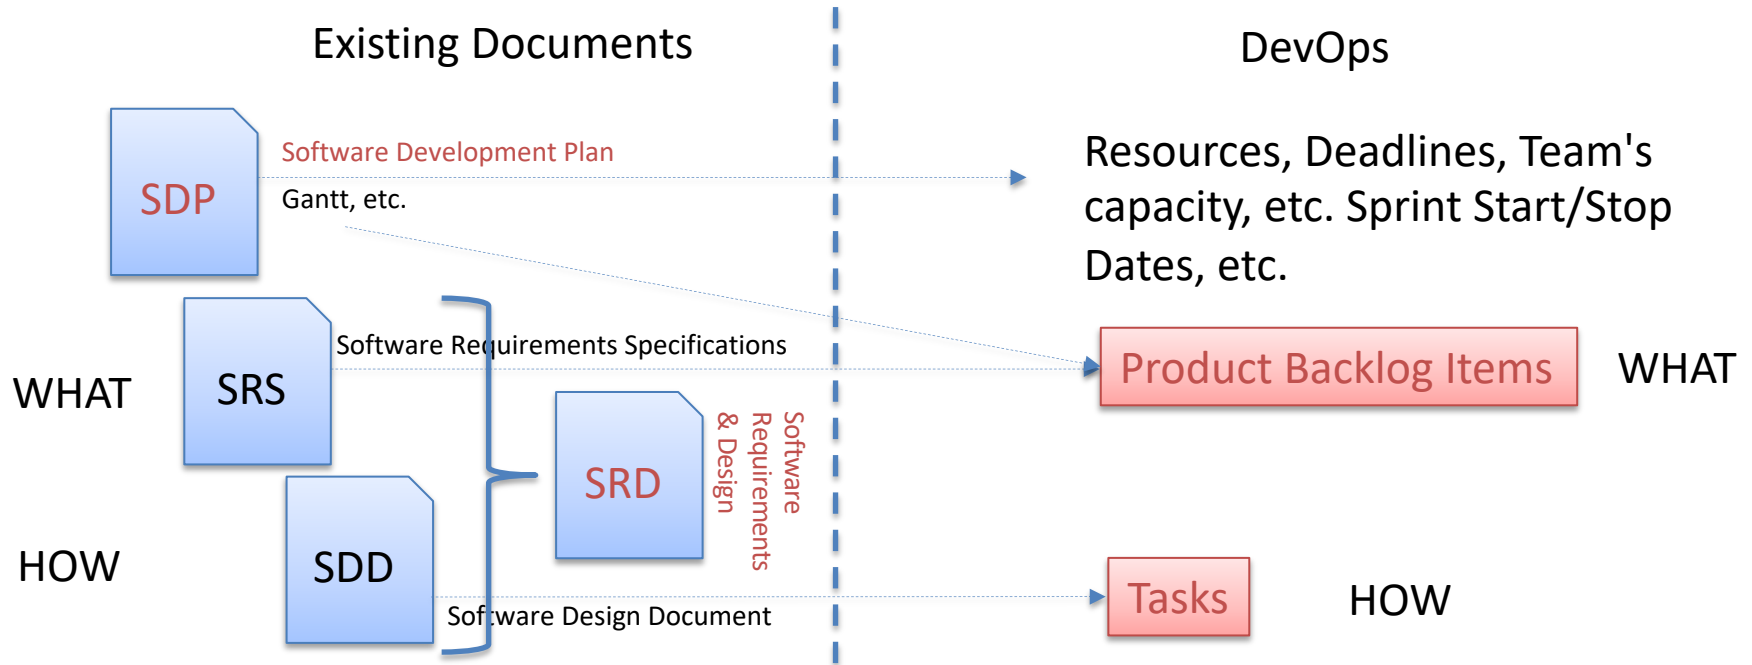 Existing Documents
DevOps
SDP
Software Development Plan
Gantt, etc.
Resources, Deadlines, Team's
capacity, etc. Sprint Start/Stop
Dates, etc.
WHAT
SRS
Software Requirements Specifications
Product Backlog Items
WHAT
SRD
Software
Requirements
& Design
HOW
SDD
Software Design Document
Tasks
HOW